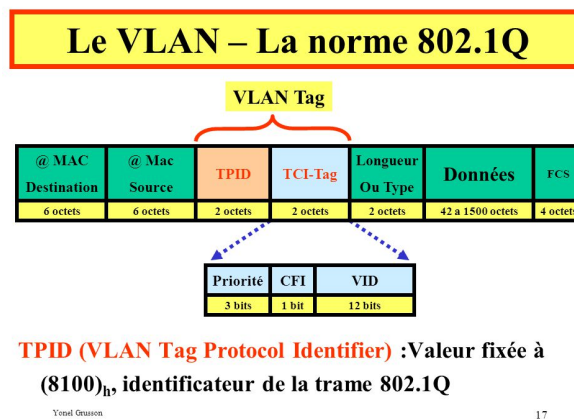 Le VLAN – La norme 802.1Q
VLAN Tag
@ MAC Destination
@ Mac Source
TPID
TCI-Tag
Longueur Ou Type
Données
FCS
6 octets
6 octets
2 octets
2 octets
2 octets
42 a 1500 octets
4 octets
Priorité
CFI
VID
3 bits
1 bit
12 bits
TPID (VLAN Tag Protocol Identifier) :Valeur fixée à
(8100)h, identificateur de la trame 802.1Q
Yonel Grusson
17